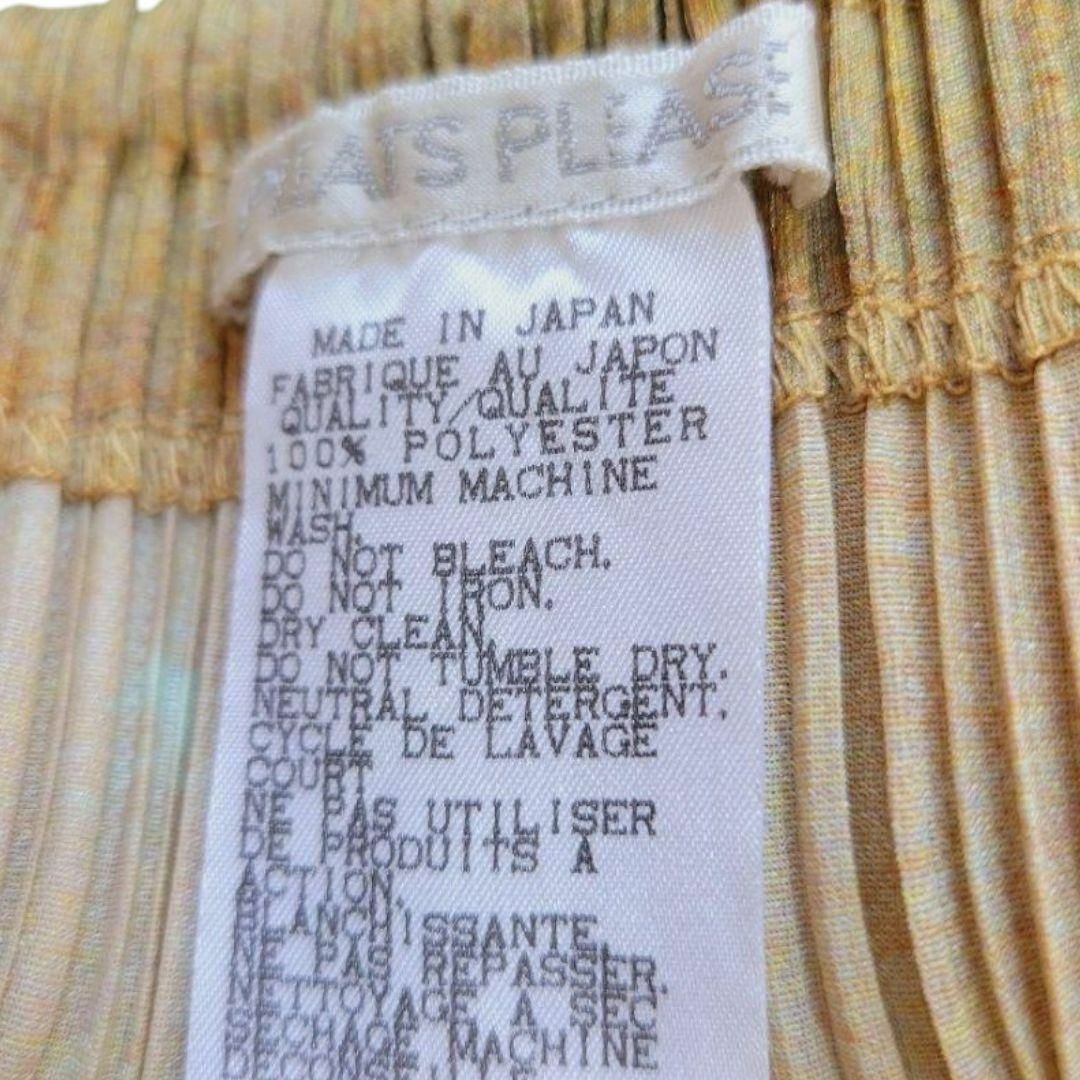 PLEATS PLEASE
MADE IN JAPAN
FABRIQUE AU JAPON
QUALITY/QUALITE
100% POLYESTER
MINIMUM MACHINE
WASH.
DO NOT BLEACH.
DO NOT IRON.
DRY CLEAN.
DO NOT TUMBLE DRY.
NEUTRAL DETERGENT.
CYCLE DE LAVAGE
COURT
NE PAS UTILISER
DE PRODUITS A
ACTION.
BLANCHISSANTE.
NE PAS REPASSER.
NETTOYAGE A SEC
SECHAGE MACHINE